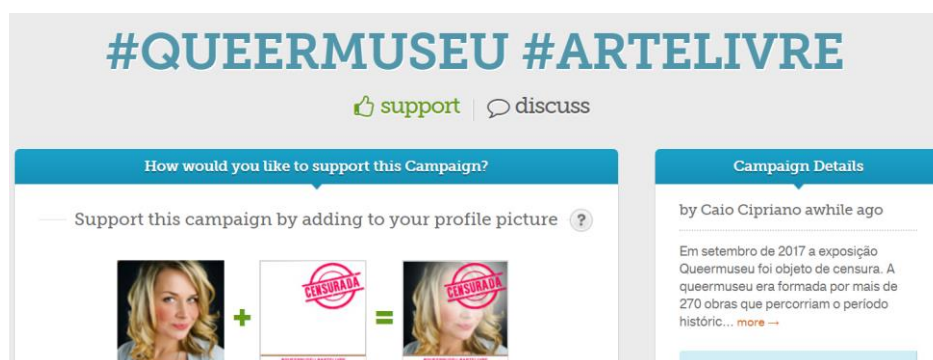 #QUEERMUSEU #ARTELIVRE
support discuss
How would you like to support this Campaign?
Support this campaign by adding to your profile picture ?
CENSURADA
CENSURADA
Campaign Details
by Caio Cipriano awhile ago
Em setembro de 2017 a exposição
Queermuseu foi objeto de censura. A
queermuseu era formada por mais de
270 obras que percorriam o período
históric... more →